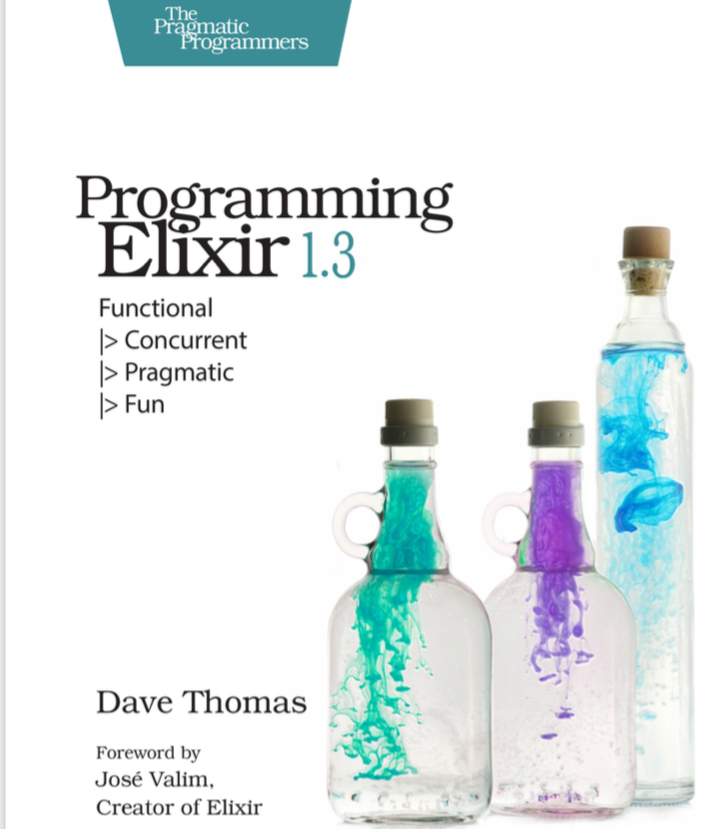 The
Pragmatic
Programmers
Programming
Elixir 1.3
Functional
|> Concurrent
|> Pragmatic
|> Fun
Dave Thomas
Foreword by
José Valim,
Creator of Elixir